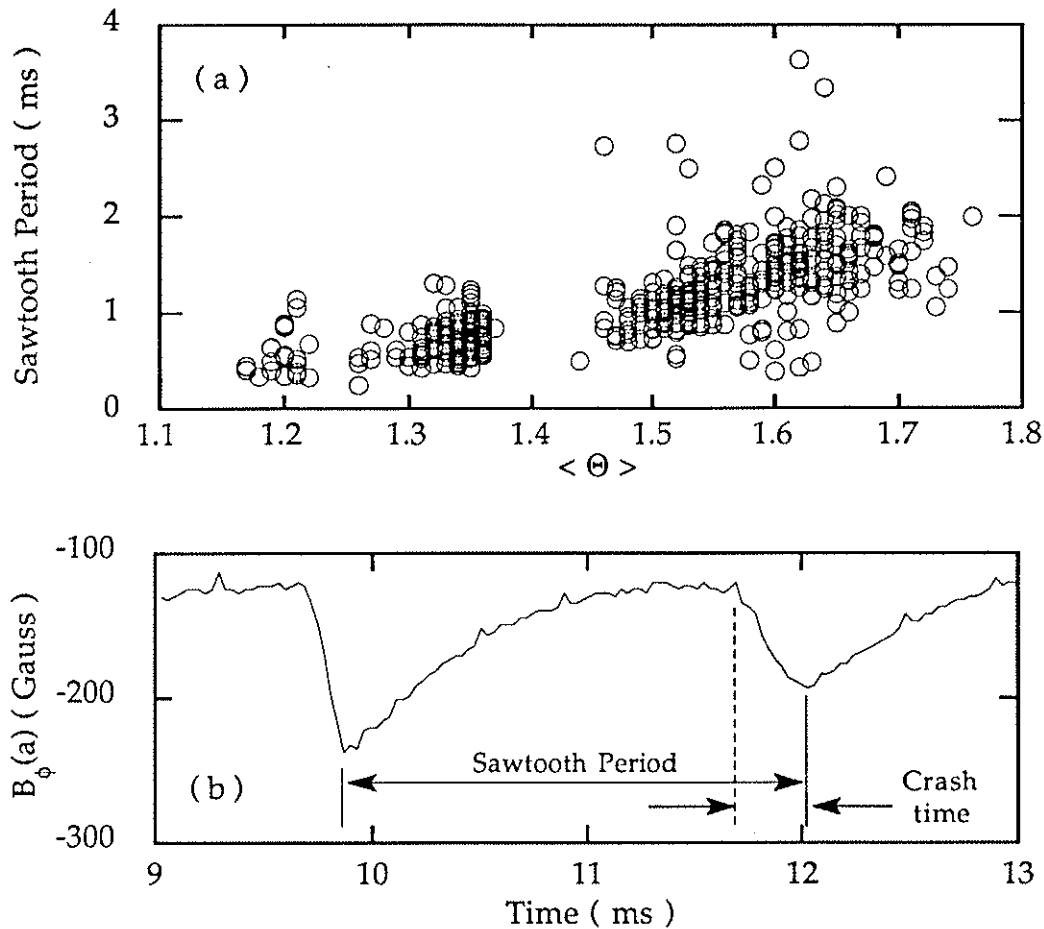 Sawtooth Period ( ms )
4
3
2
1
0
( a )
1.1 1.2 1.3 1.4 1.5 1.6 1.7 1.8
< Θ >
B_ϕ(a) ( Gauss )
-100
-200
-300
Sawtooth Period
( b )
Crash
time
9 10 11 12 13
Time ( ms )